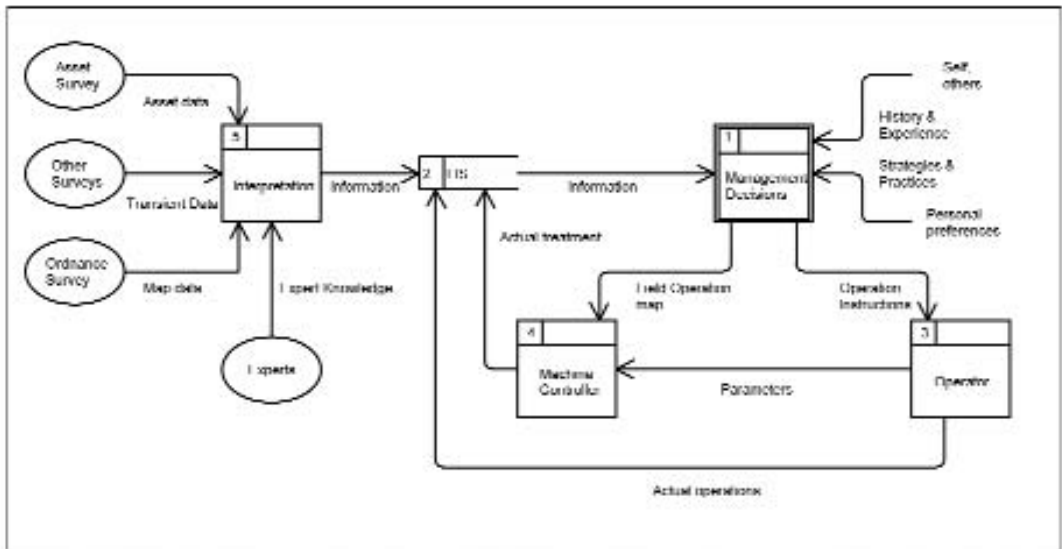 Asset
Survey
Asset data
Other
Surveys
Transient Data
Ordnance
Survey
Map data
Experts
Expert Knowledge
5
Interpretation
Information
2
Information
Actual treatment
1
Management
Decisions
Self,
others
History &
Experience
Strategies &
Practices
Personal
preferences
Field Operation
map
Operation
Instructions
4
Machine
Controller
Parameters
3
Operator
Actual operations